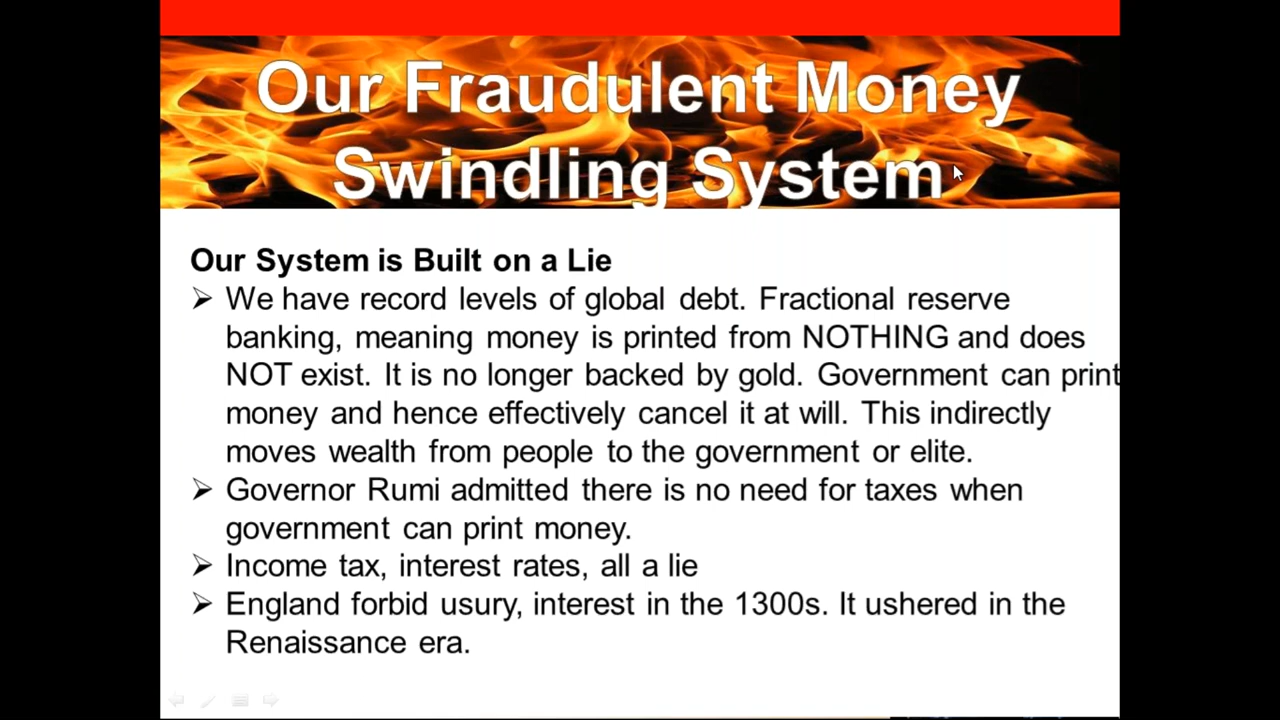 Our Fraudulent Money
Swindling System
Our System is Built on a Lie
➢ We have record levels of global debt. Fractional reserve
banking, meaning money is printed from NOTHING and does
NOT exist. It is no longer backed by gold. Government can print
money and hence effectively cancel it at will. This indirectly
moves wealth from people to the government or elite.
➢ Governor Rumi admitted there is no need for taxes when
government can print money.
➢ Income tax, interest rates, all a lie
➢ England forbid usury, interest in the 1300s. It ushered in the
Renaissance era.